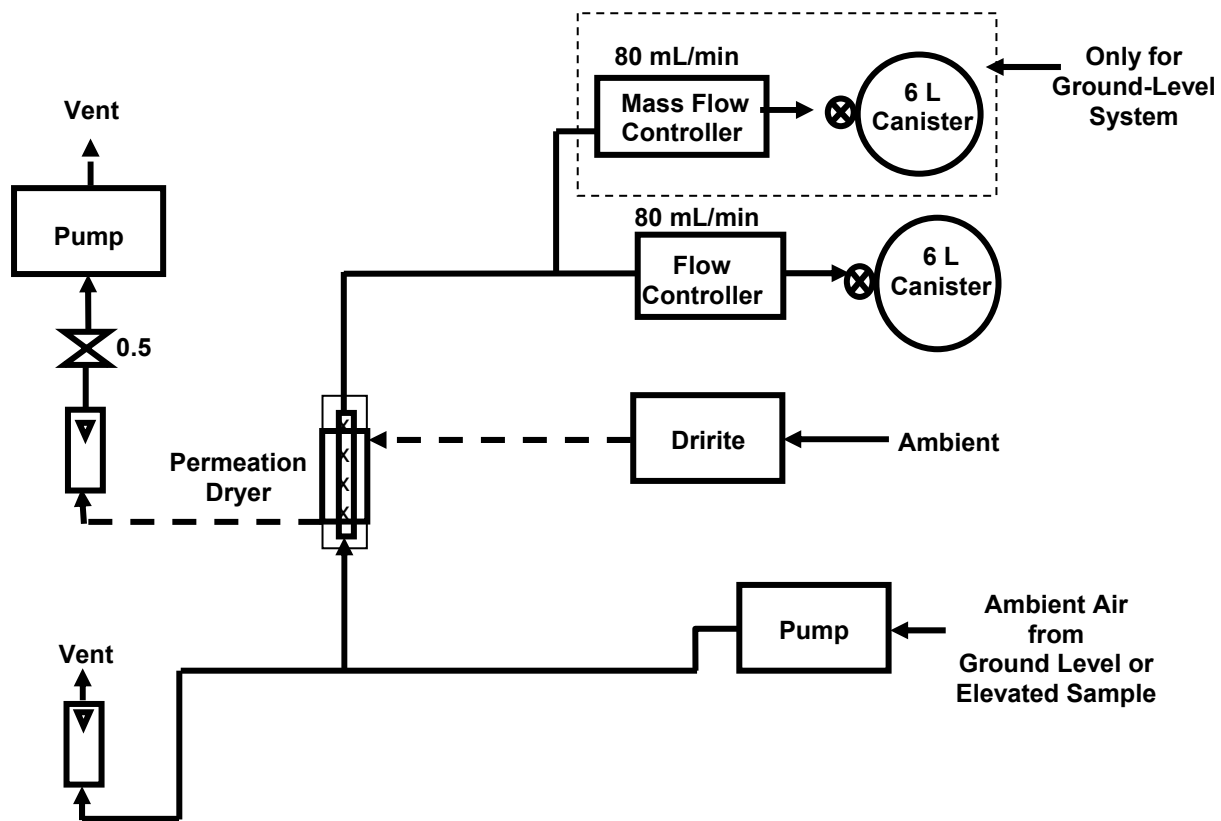 80 mL/min
Mass Flow
Controller
6 L
Canister
Only for
Ground-Level
System
Vent
Pump
0.5
80 mL/min
Flow
Controller
6 L
Canister
Permeation
Dryer
x
x
x
x
Dririte
Ambient
Vent
Pump
Ambient Air
from
Ground Level or
Elevated Sample